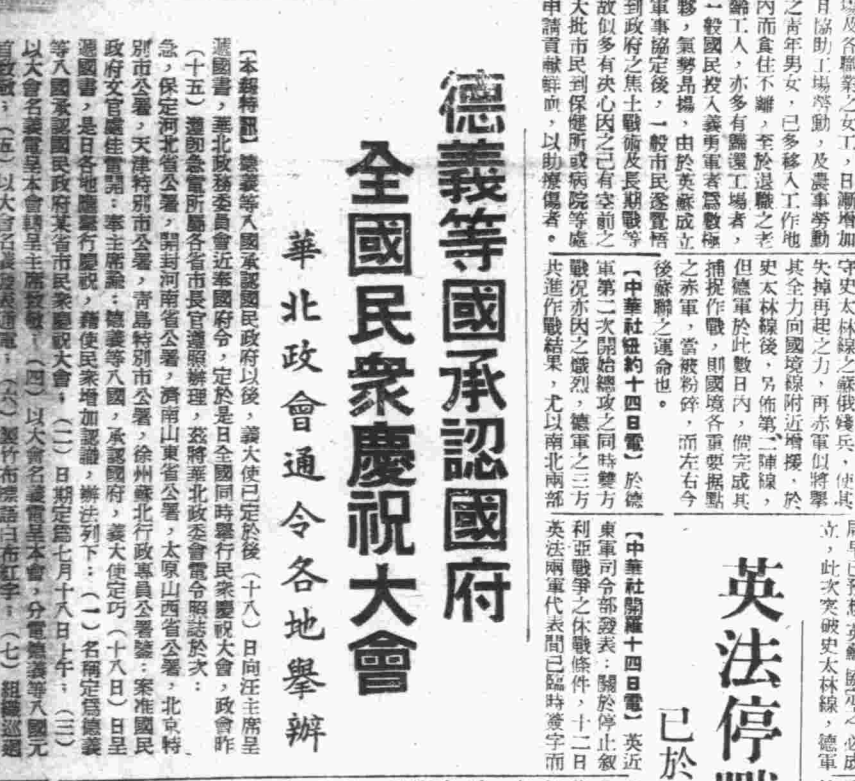 場及各職業之女工，日漸增加
且協助工場勞動，及農事勞動
之青年男女，已多移入工作地
內而食住不離，至於退職之老
工人，亦多有歸還工場者，
一般國民投入義勇軍者爲數極
夥，氣勢昂揚，由於英蘇成立
軍事協定後，一般市民遂覺悟
到政府之焦土戰術及長期戰等
故似多有決心因之已有空前之
大批市民到保健所或病院等處
申請貢獻鮮血，以助療傷者。
守史太林線之蘇俄殘兵，使其
失掉再起之力，再赤軍似將舉
其全力向國境線附近增援，於
史太林線後，另佈第二陣線，
但德軍於此數日內，倘完成其
捕捉作戰，則國境各重要据點
之赤軍，當被粉碎，而左右今
後蘇聯之運命也。
【中華社紐約十四日電】於德
軍第二次開始總攻之同時雙方
戰况亦因之熾烈，德軍之三方
共進作戰結果，尤以南北兩部
立，此次突破史太林線，德軍
英法停戰
已於
【中華社開羅十四日電】英近
東軍司令部發表：關於停止叙
利亞戰爭之休戰條件，十二日
英法兩軍代表間已臨時簽字而
德義等國承認國府
全國民衆慶祝大會
華北政會通令各地舉辦
【本報特訊】德義等八國承認國民政府以後，義大使已定於後（十八）日向汪主席呈
遞國書，華北政務委員會近奉國府令，定於是日全國同時舉行民衆慶祝大會，政會昨
（十五）適卽急電所屬各省市長官遵照辦理，茲將華北政委會電令照誌於次：
急，保定河北省公署，開封河南省公署，濟南山東省公署，太原山西省公署，北京特
別市公署，天津特別市公署，青島特別市公署，徐州蘇北行政專員公署鑒：案准國民
政府文官處佳電開：奉主席諭：德義等八國，承認國府，義大使定巧（十八日）日呈
遞國書，是日各地應舉行慶祝，藉使民衆增加認識，辦法列下：（一）名稱定爲德義
等八國承認國民政府某省市民衆慶祝大會，（二）日期定爲七月十八日上午；（三）
以大會名義電呈本會轉呈主席致敬；（四）以大會名義電呈本會，分電德義等八國元
首致敬；（五）以大會名義發表通電；（六）製竹布標語白布紅字；（七）組織巡迴